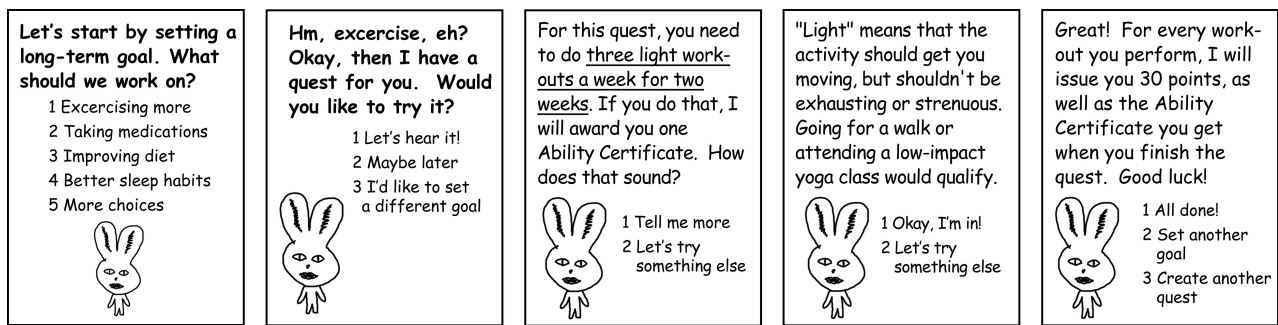 Let's start by setting a
long-term goal. What
should we work on?
1 Excercising more
2 Taking medications
3 Improving diet
4 Better sleep habits
5 More choices
Hm, excercise, eh?
Okay, then I have a
quest for you. Would
you like to try it?
1 Let's hear it!
2 Maybe later
3 I'd like to set
a different goal
For this quest, you need
to do three light work-
outs a week for two
weeks. If you do that, I
will award you one
Ability Certificate. How
does that sound?
1 Tell me more
2 Let's try
something else
"Light" means that the
activity should get you
moving, but shouldn't be
exhausting or strenuous.
Going for a walk or
attending a low-impact
yoga class would qualify.
1 Okay, I'm in!
2 Let's try
something else
Great! For every work-
out you perform, I will
issue you 30 points, as
well as the Ability
Certificate you get
when you finish the
quest. Good luck!
1 All done!
2 Set another
goal
3 Create another
quest